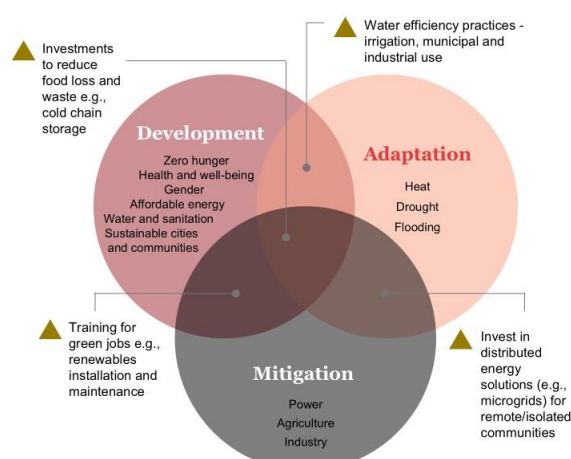 Investments
to reduce
food loss and
waste e.g.,
cold chain
storage
Water efficiency practices -
irrigation, municipal and
industrial use
Development
Zero hunger
Health and well-being
Gender
Affordable energy
Water and sanitation
Sustainable cities
and communities
Adaptation
Heat
Drought
Flooding
Training for
green jobs e.g.,
renewables
installation and
maintenance
Mitigation
Power
Agriculture
Industry
Invest in
distributed
energy
solutions (e.g.,
microgrids) for
remote/isolated
communities